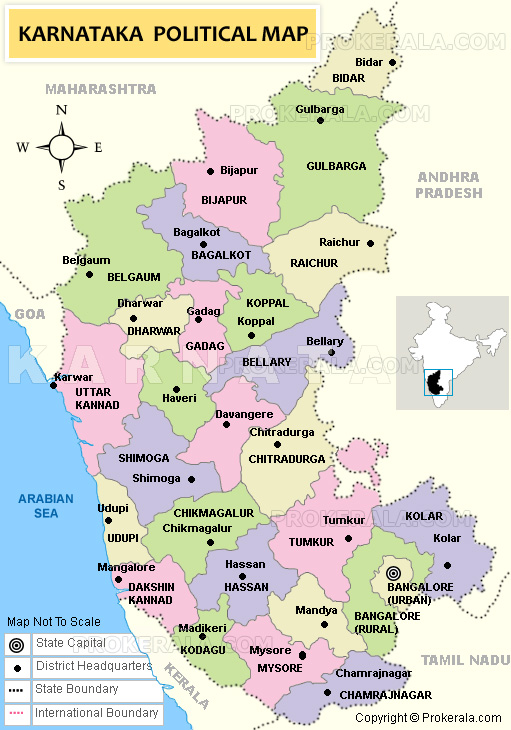 KARNATAKA POLITICAL MAP
PROKERALA.COM
Bidar
BIDAR
MAHARASHTRA
PROKERALA.COM
Gulbarga
N
W
E
S
GULBARGA
Bijapur
BIJAPUR
ANDHRA
PRADESH
Bagalkot
BAGALKOT
Raichur
RAICHUR
Belgaum
BELGAUM
Dharwar
DHARWAR
Gadag
GADAG
KOPPAL
Koppal
GOA
Bellary
BELLARY
KARNATAKA
PROKERALA.COM
Karwar
UTTAR
KANNAD
Haveri
Davangere
Chitradurga
CHITRADURGA
SHIMOGA
Shimoga
ARABIAN
SEA
Udupi
UDUPI
CHIKMAGALUR
Chikmagalur
PROKERALA.COM
Tumkur
TUMKUR
KOLAR
Kolar
Mangalore
DAKSHIN
KANNAD
Hassan
HASSAN
BANGALORE
(URBAN)
BANGALORE
(RURAL)
Mandya
Madikeri
KODAGU
Mysore
MYSORE
TAMIL NADU
KERALA
Chamrajnagar
CHAMRAJNAGAR
Map Not To Scale
PROKERALA.COM
State Capital
District Headquarters
State Boundary
International Boundary
Copyright © Prokerala.com